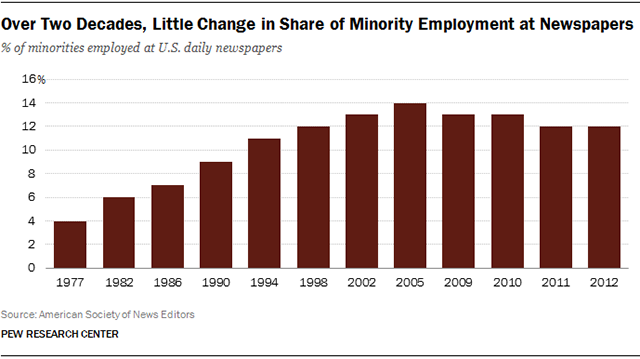 Over Two Decades, Little Change in Share of Minority Employment at Newspapers
% of minorities employed at U.S. daily newspapers
16%
14
12
10
8
6
4
2
0
1977 1982 1986 1990 1994 1998 2002 2005 2009 2010 2011 2012
Source: American Society of News Editors
PEW RESEARCH CENTER